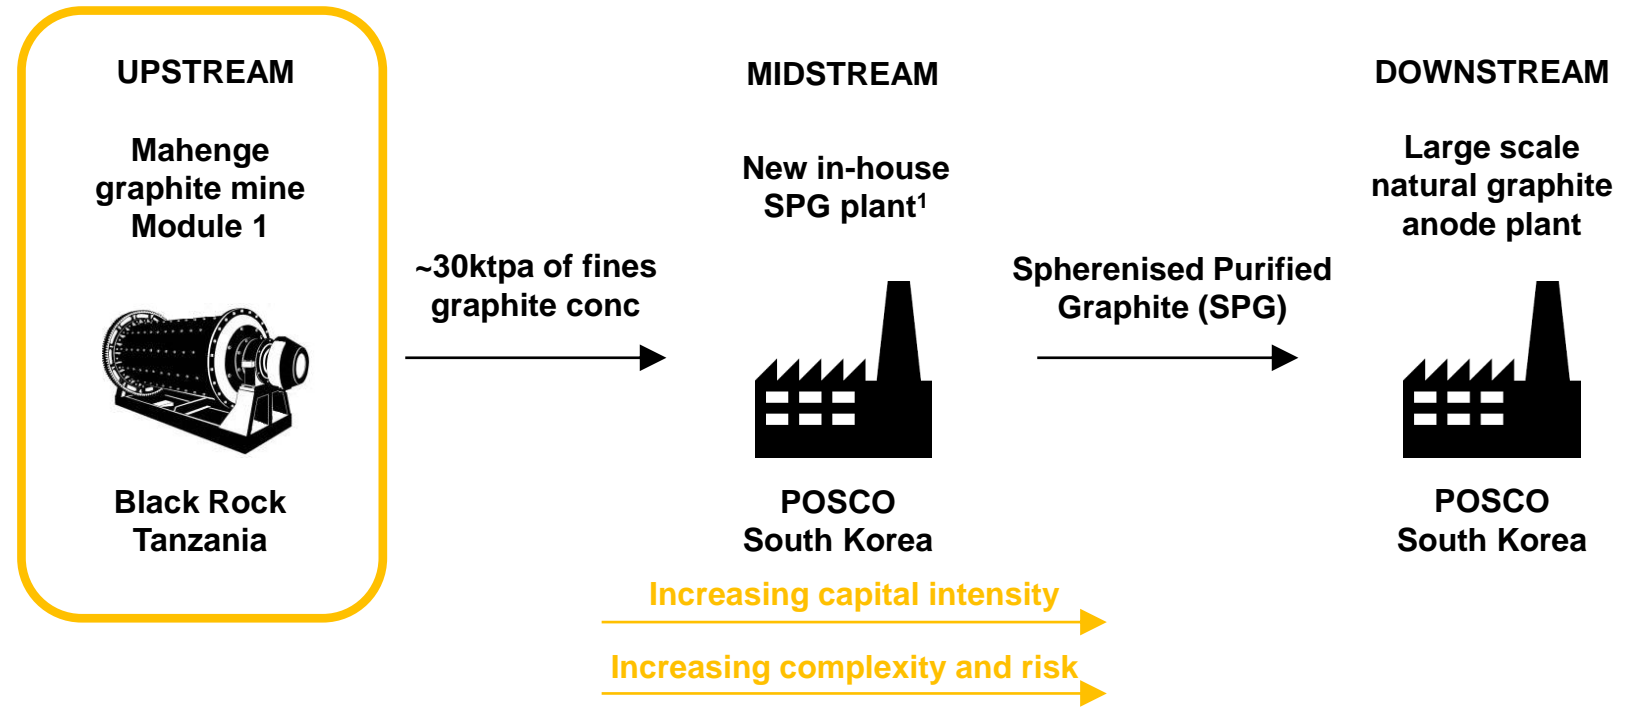 UPSTREAM
Mahenge
graphite mine
Module 1
Black Rock
Tanzania
~30ktpa of fines
graphite conc
MIDSTREAM
New in-house
SPG plant¹
POSCO
South Korea
Spherenised Purified
Graphite (SPG)
DOWNSTREAM
Large scale
natural graphite
anode plant
POSCO
South Korea
Increasing capital intensity
Increasing complexity and risk